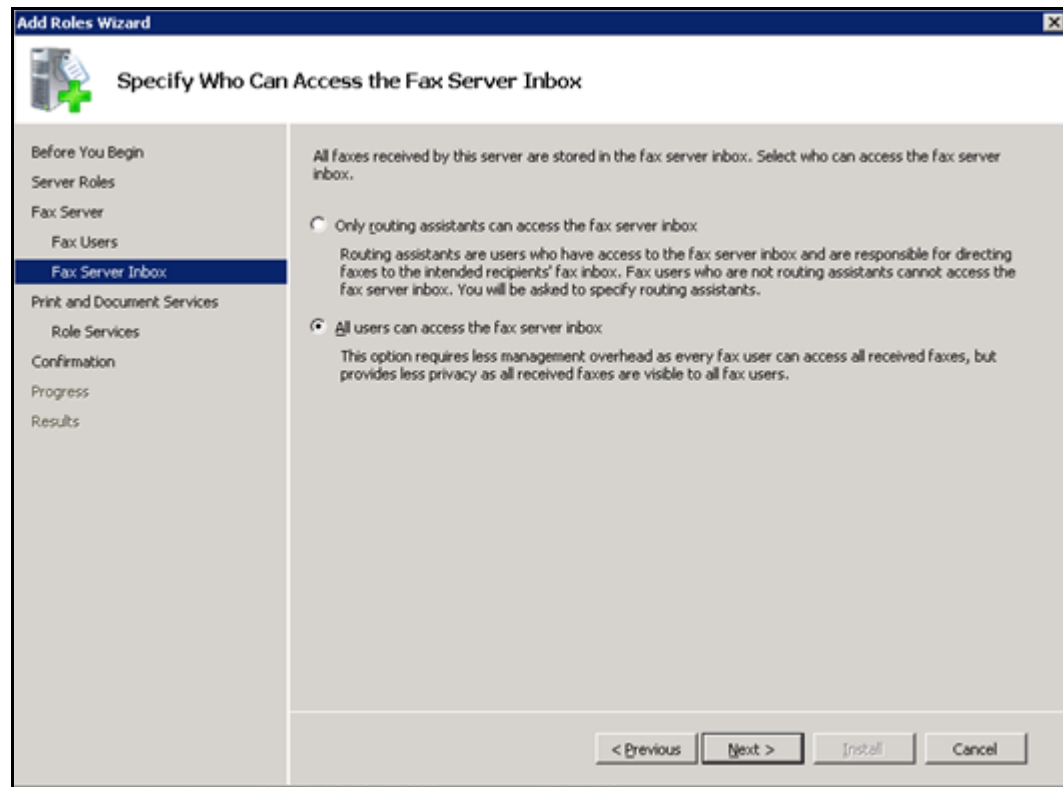 Add Roles Wizard
Specify Who Can Access the Fax Server Inbox
Before You Begin
Server Roles
Fax Server
Fax Users
Fax Server Inbox
Print and Document Services
Role Services
Confirmation
Progress
Results
All faxes received by this server are stored in the fax server inbox. Select who can access the fax server
inbox.
Only routing assistants can access the fax server inbox
Routing assistants are users who have access to the fax server inbox and are responsible for directing
faxes to the intended recipients' fax inbox. Fax users who are not routing assistants cannot access the
fax server inbox. You will be asked to specify routing assistants.
All users can access the fax server inbox
This option requires less management overhead as every fax user can access all received faxes, but
provides less privacy as all received faxes are visible to all fax users.
< Previous
Next >
Install
Cancel